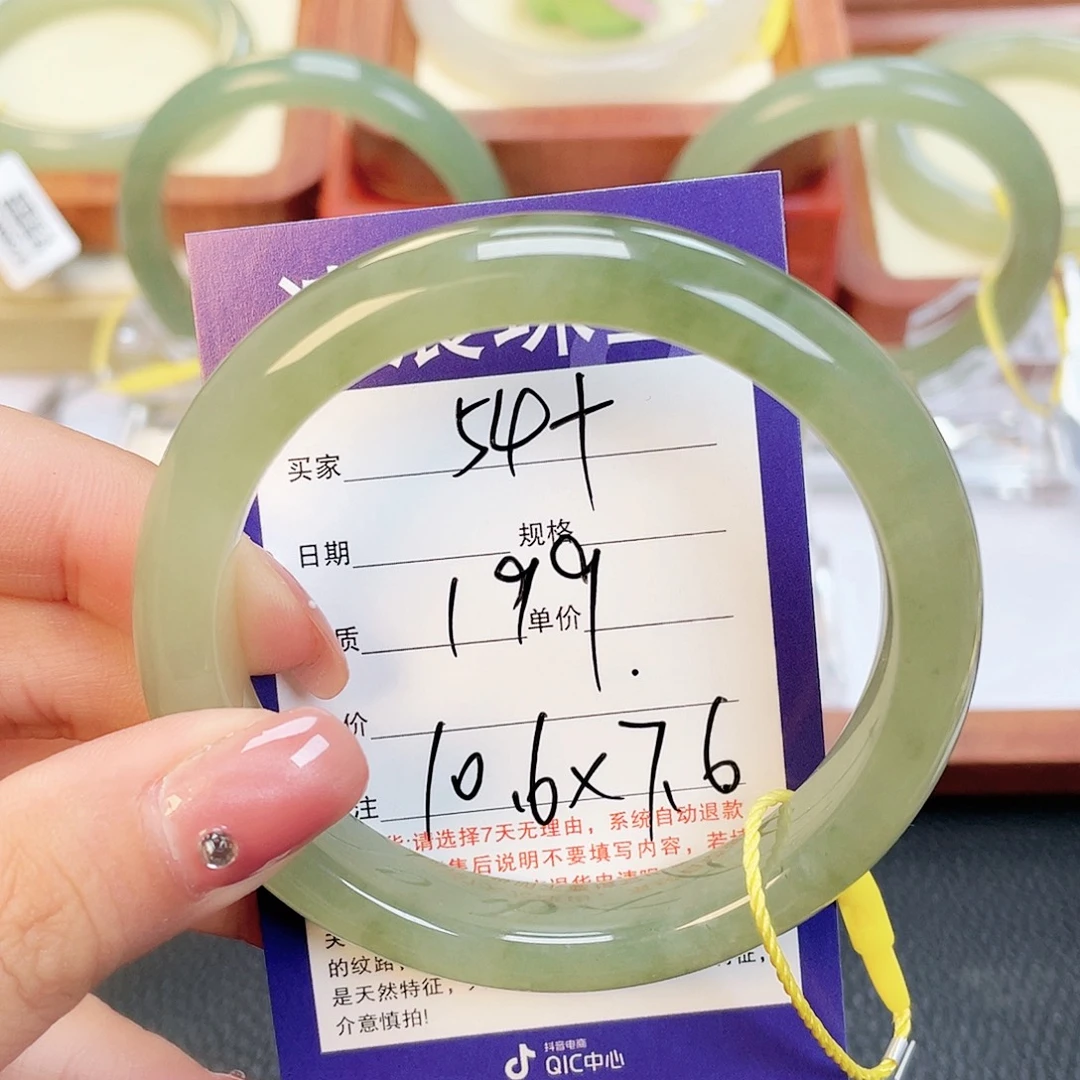 买家 54+
日期 规格
质 199. 单价
价
注 10.6x7.6
:请选择7天无理由，系统自动退款
售后说明不要填写内容，若
的纹路，
是天然特征，
介意慎拍!
抖音电商
QIC中心